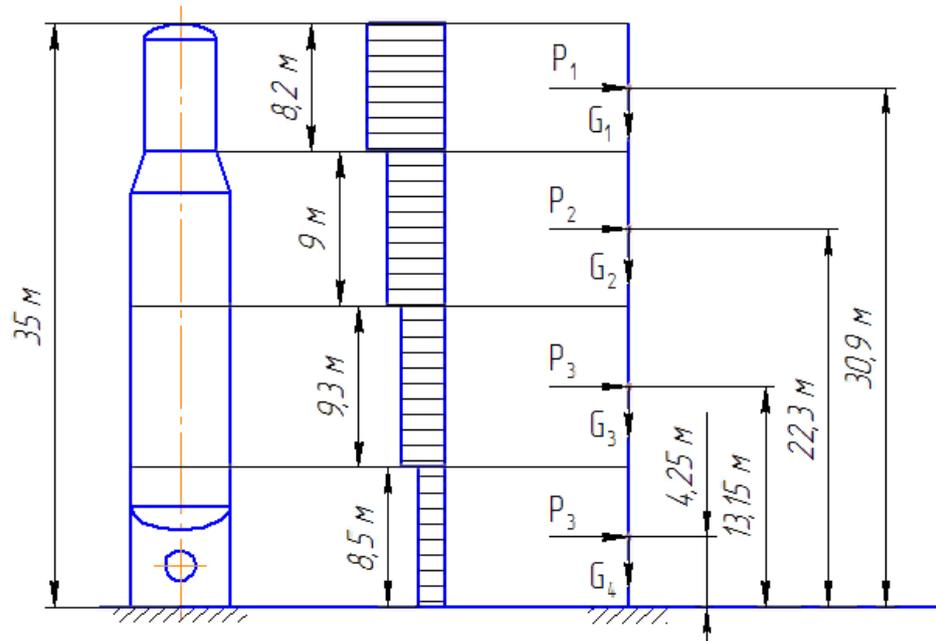 P₁
8,2 м
G₁
P₂
9 м
G₂
35 м
30,9 м
P₃
9,3 м
22,3 м
G₃
4,25 м
13,15 м
P₃
8,5 м
G₄